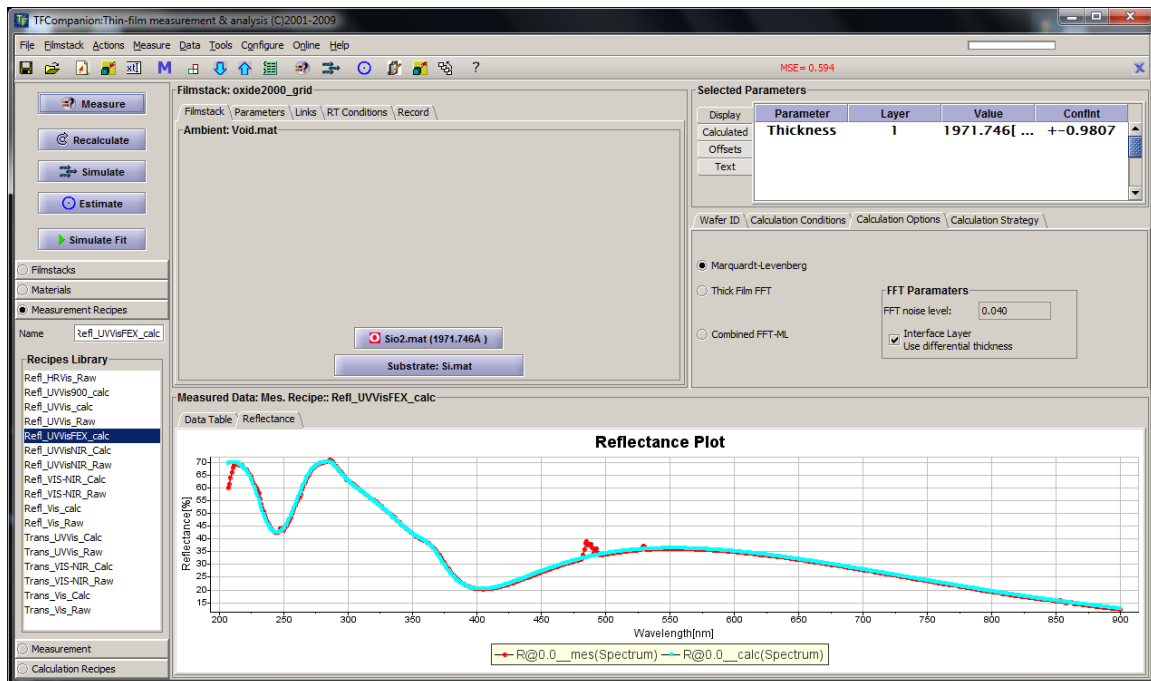 TFCompanion:Thin-film measurement & analysis (C)2001-2009
File Filmstack Actions Measure Data Tools Configure Online Help
MSE= 0.594
Measure
Recalculate
Simulate
Estimate
Simulate Fit
Filmstacks
Materials
Measurement Recipes
Name Refl_UVVisFEX_calc
Recipes Library
Refl_HRVis_Raw
Refl_UVVis900_calc
Refl_UVVis_calc
Refl_UVVis_Raw
Refl_UVVisFEX_calc
Refl_UVVisNIR_Calc
Refl_UVVisNIR_Raw
Refl_VIS-NIR_Calc
Refl_VIS-NIR_Raw
Refl_Vis_calc
Refl_Vis_Raw
Trans_UVVis_Calc
Trans_UVVis_Raw
Trans_VIS-NIR_Calc
Trans_VIS-NIR_Raw
Trans_Vis_Calc
Trans_Vis_Raw
Measurement
Calculation Recipes
Filmstack: oxide2000_grid
Filmstack Parameters Links RT Conditions Record
Ambient: Void.mat
Sio2.mat (1971.746Å )
Substrate: Si.mat
Selected Parameters
Display
Calculated
Offsets
Text
Parameter Layer Value ConfInt
Thickness 1 1971.746[ ... +-0.9807
Wafer ID Calculation Conditions Calculation Options Calculation Strategy
Marquardt-Levenberg
Thick Film FFT
Combined FFT-ML
FFT Paramaters
FFT noise level: 0.040
Interface Layer
Use differential thickness
Measured Data: Mes. Recipe:: Refl_UVVisFEX_calc
Data Table Reflectance
Reflectance Plot
Reflectance[%]
70
65
60
55
50
45
40
35
30
25
20
15
200 250 300 350 400 450 500 550 600 650 700 750 800 850 900
Wavelength[nm]
R@0.0__mes(Spectrum) R@0.0__calc(Spectrum)